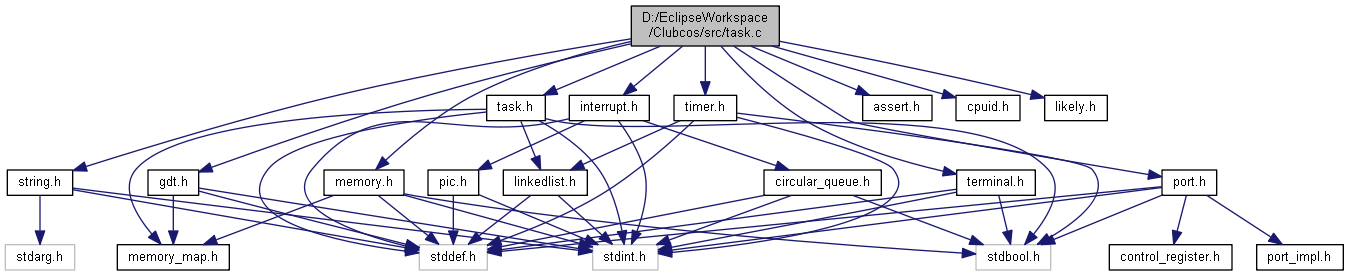 D:/EclipseWorkspace
/Clubcos/src/task.c
task.h
interrupt.h
timer.h
assert.h
cpuid.h
likely.h
string.h
gdt.h
memory.h
pic.h
linkedlist.h
circular_queue.h
terminal.h
port.h
stdarg.h
memory_map.h
stddef.h
stdint.h
stdbool.h
control_register.h
port_impl.h